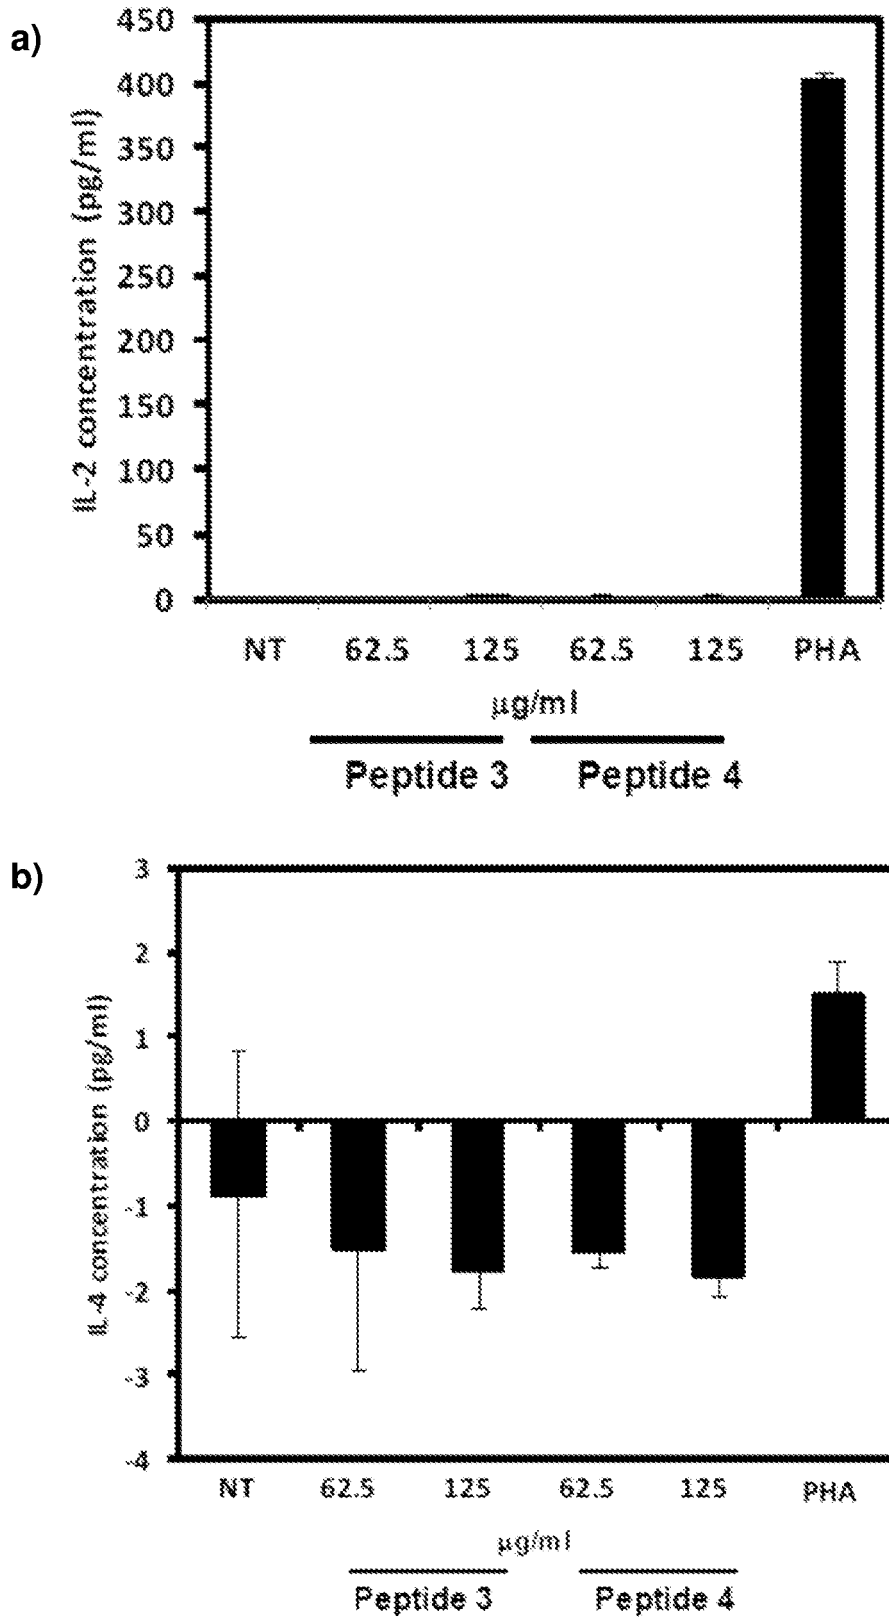 a)
IL-2 concentration (pg/ml)
450
400
350
300
250
200
150
100
50
0
NT 62.5 125 62.5 125 PHA
μg/ml
Peptide 3 Peptide 4
b)
IL-4 concentration (pg/ml)
3
2
1
0
-1
-2
-3
-4
NT 62.5 125 62.5 125 PHA
μg/ml
Peptide 3 Peptide 4